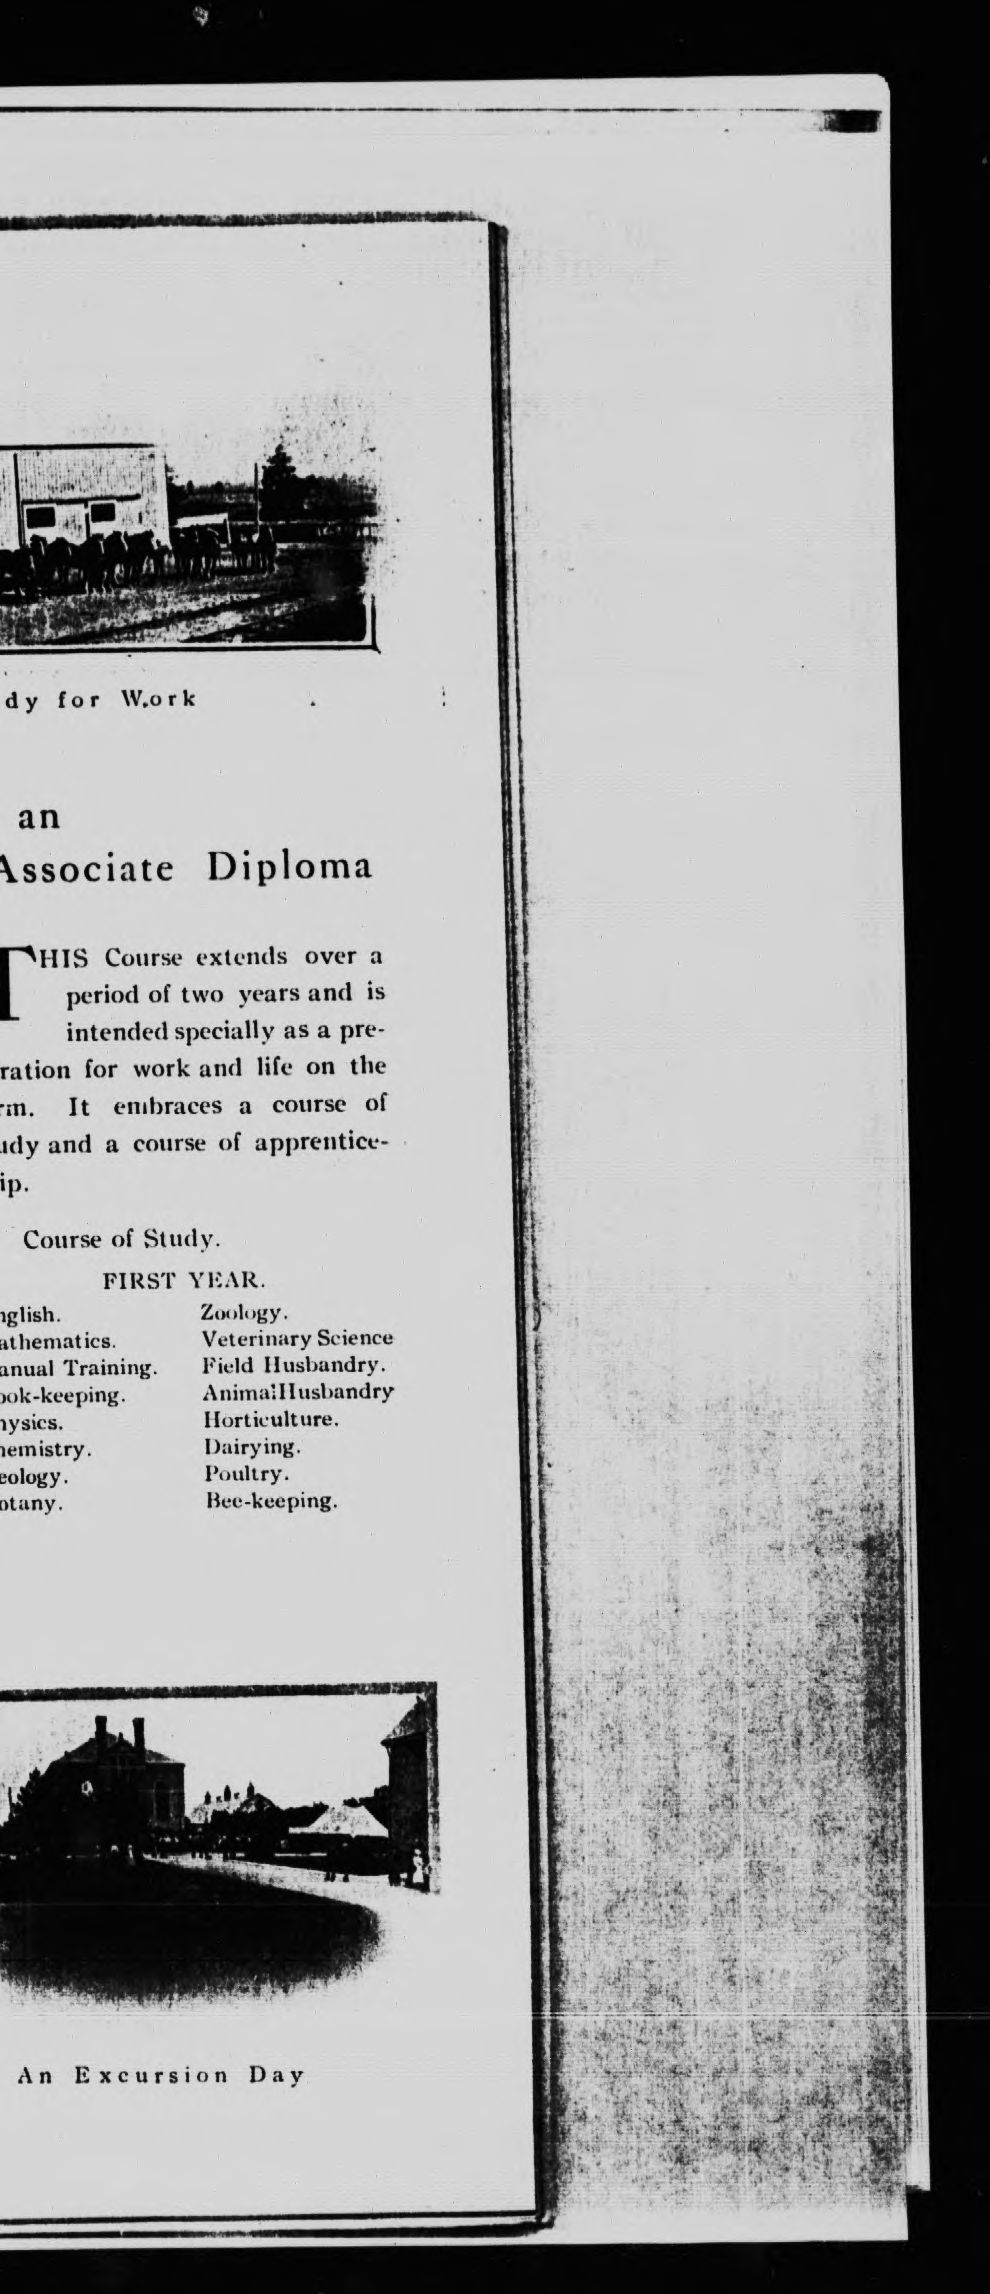 dy for Work
an
Associate Diploma
THIS Course extends over a
period of two years and is
intended specially as a pre-
ration for work and life on the
rm. It embraces a course of
udy and a course of apprentice-
ip.
Course of Study.
FIRST YEAR.
nglish. Zoology.
athematics. Veterinary Science
anual Training. Field Husbandry.
ook-keeping. Animal Husbandry
hysics. Horticulture.
hemistry. Dairying.
eology. Poultry.
otany. Bee-keeping.
An Excursion Day